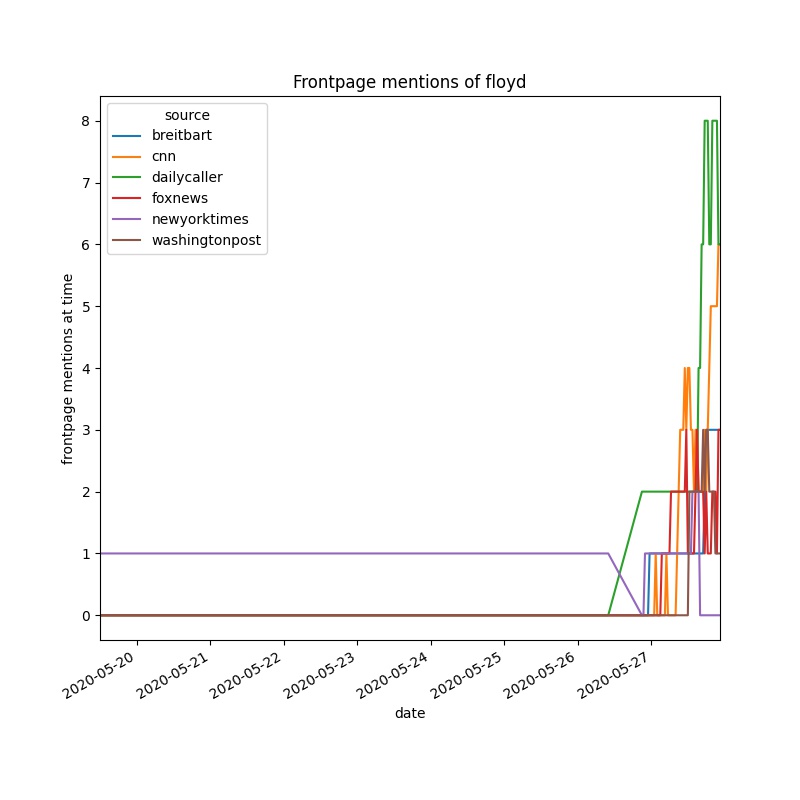 Frontpage mentions of floyd
source
breitbart
cnn
dailycaller
foxnews
newyorktimes
washingtonpost
frontpage mentions at time
8
7
6
5
4
3
2
1
0
2020-05-20
2020-05-21
2020-05-22
2020-05-23
2020-05-24
2020-05-25
2020-05-26
2020-05-27
date